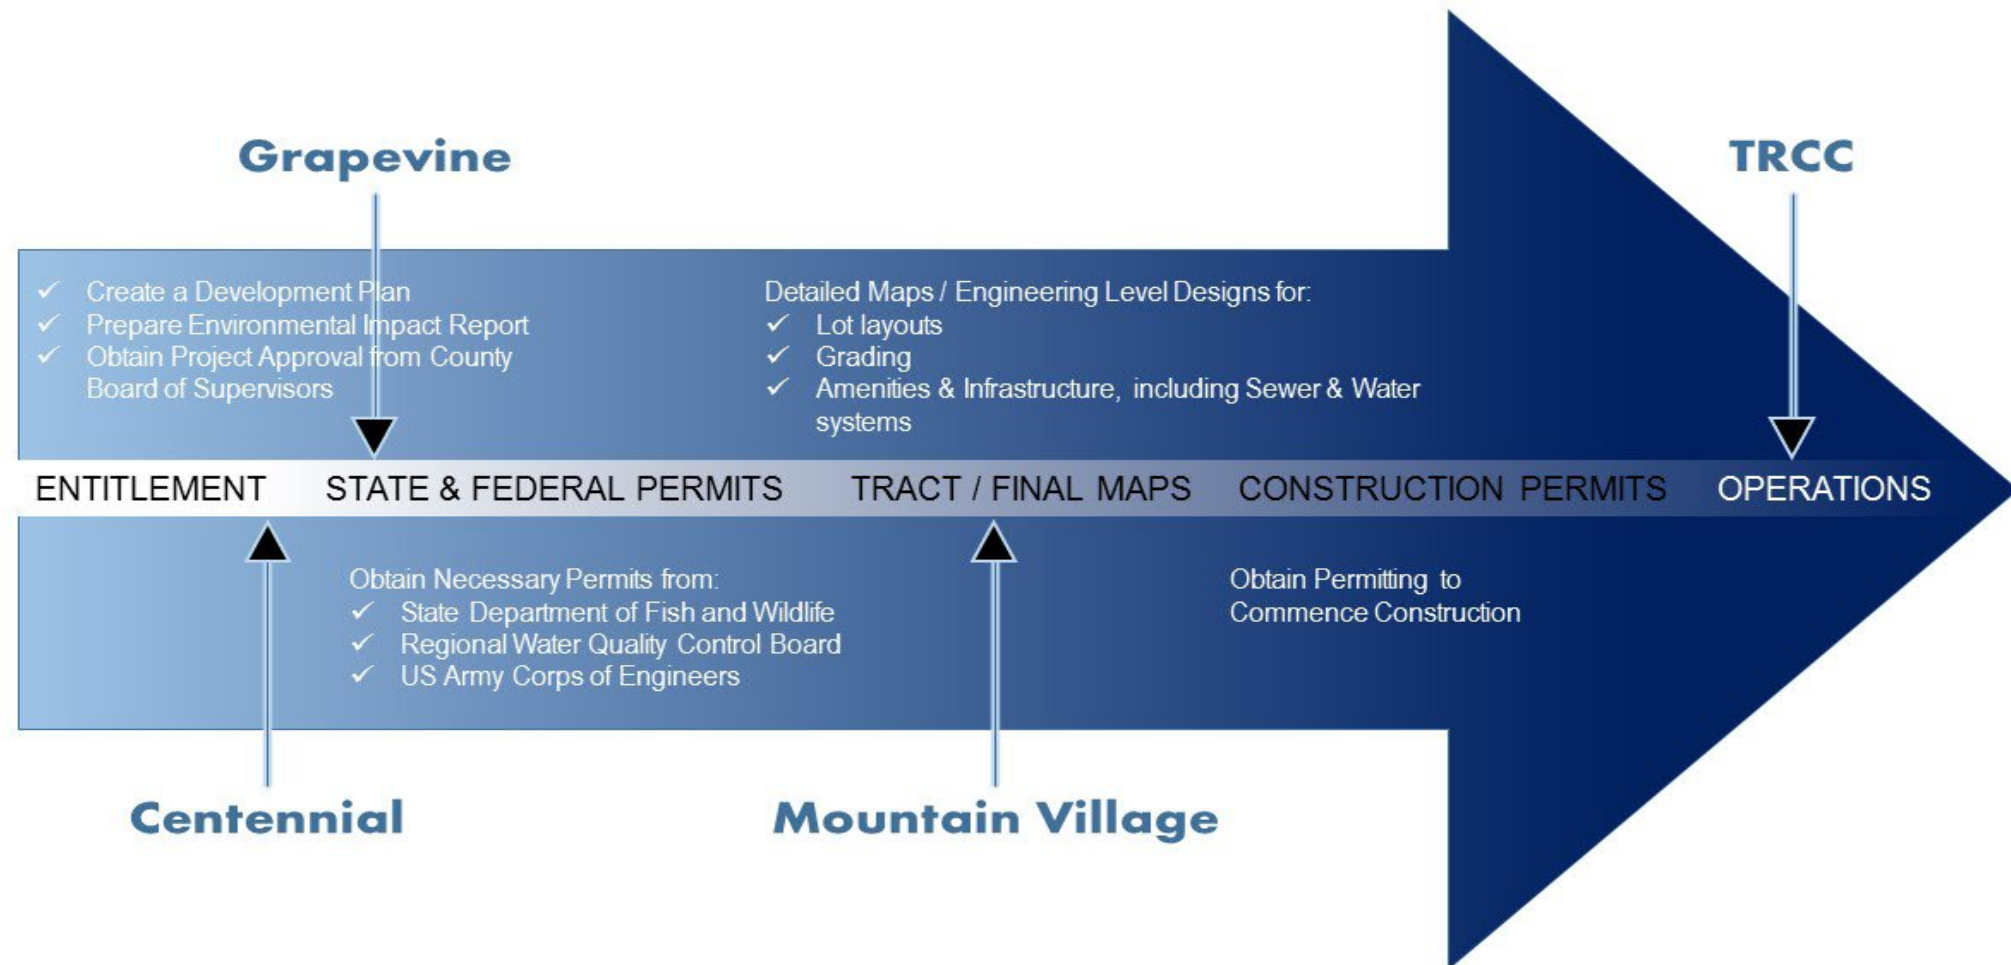 Grapevine
TRCC
✓ Create a Development Plan
✓ Prepare Environmental Impact Report
✓ Obtain Project Approval from County
Board of Supervisors
Detailed Maps / Engineering Level Designs for:
✓ Lot layouts
✓ Grading
✓ Amenities & Infrastructure, including Sewer & Water
systems
ENTITLEMENT STATE & FEDERAL PERMITS TRACT / FINAL MAPS CONSTRUCTION PERMITS OPERATIONS
Obtain Necessary Permits from:
✓ State Department of Fish and Wildlife
✓ Regional Water Quality Control Board
✓ US Army Corps of Engineers
Obtain Permitting to
Commence Construction
Centennial
Mountain Village